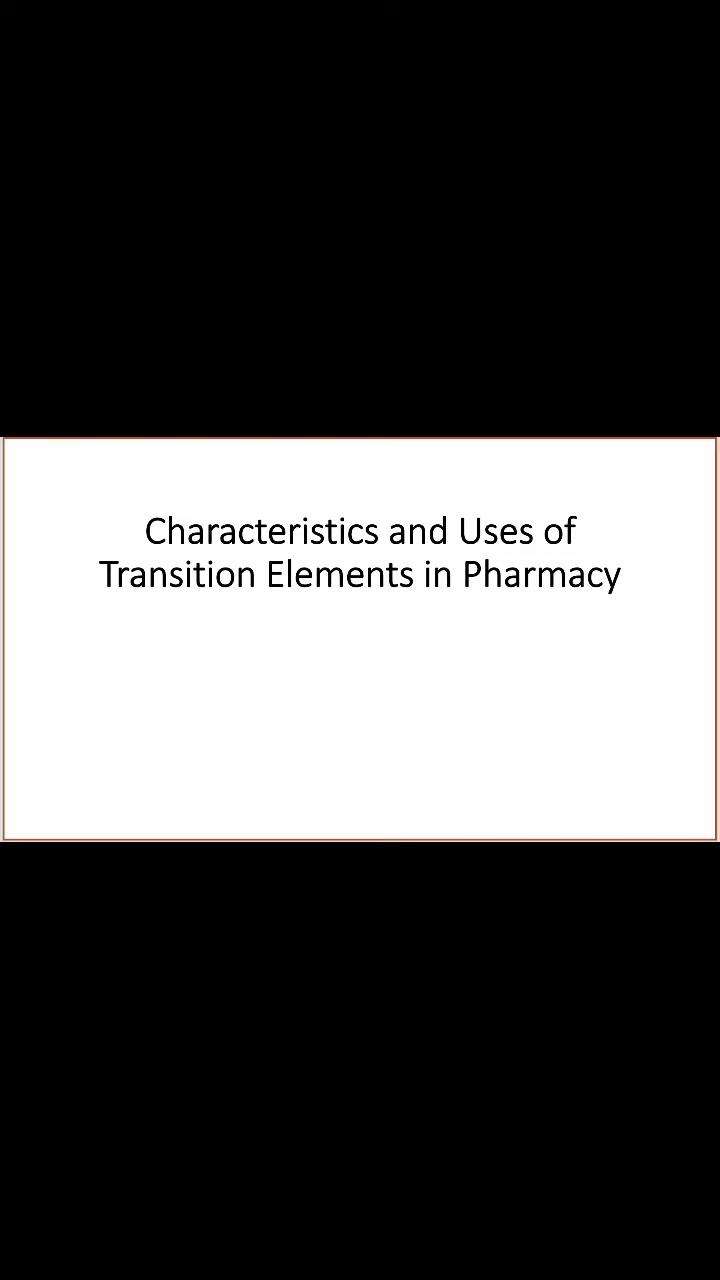 Characteristics and Uses of
Transition Elements in Pharmacy